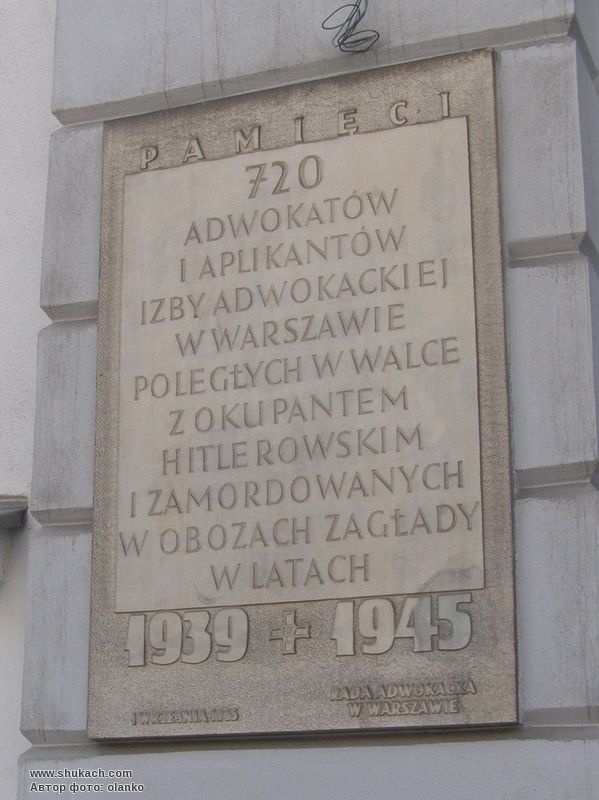 PAMIĘCI
720
ADWOKATÓW
I APLIKANTÓW
IZBY ADWOKACKIEJ
W WARSZAWIE
POLEGŁYCH W WALCE
Z OKUPANTEM
HITLEROWSKIM
I ZAMORDOWANYCH
W OBOZACH ZAGŁADY
W LATACH
1939 + 1945
1 WRZEŚNIA
RADA ADWOKACKA
W WARSZAWIE
www.shukach.com
Автор фото: olanko